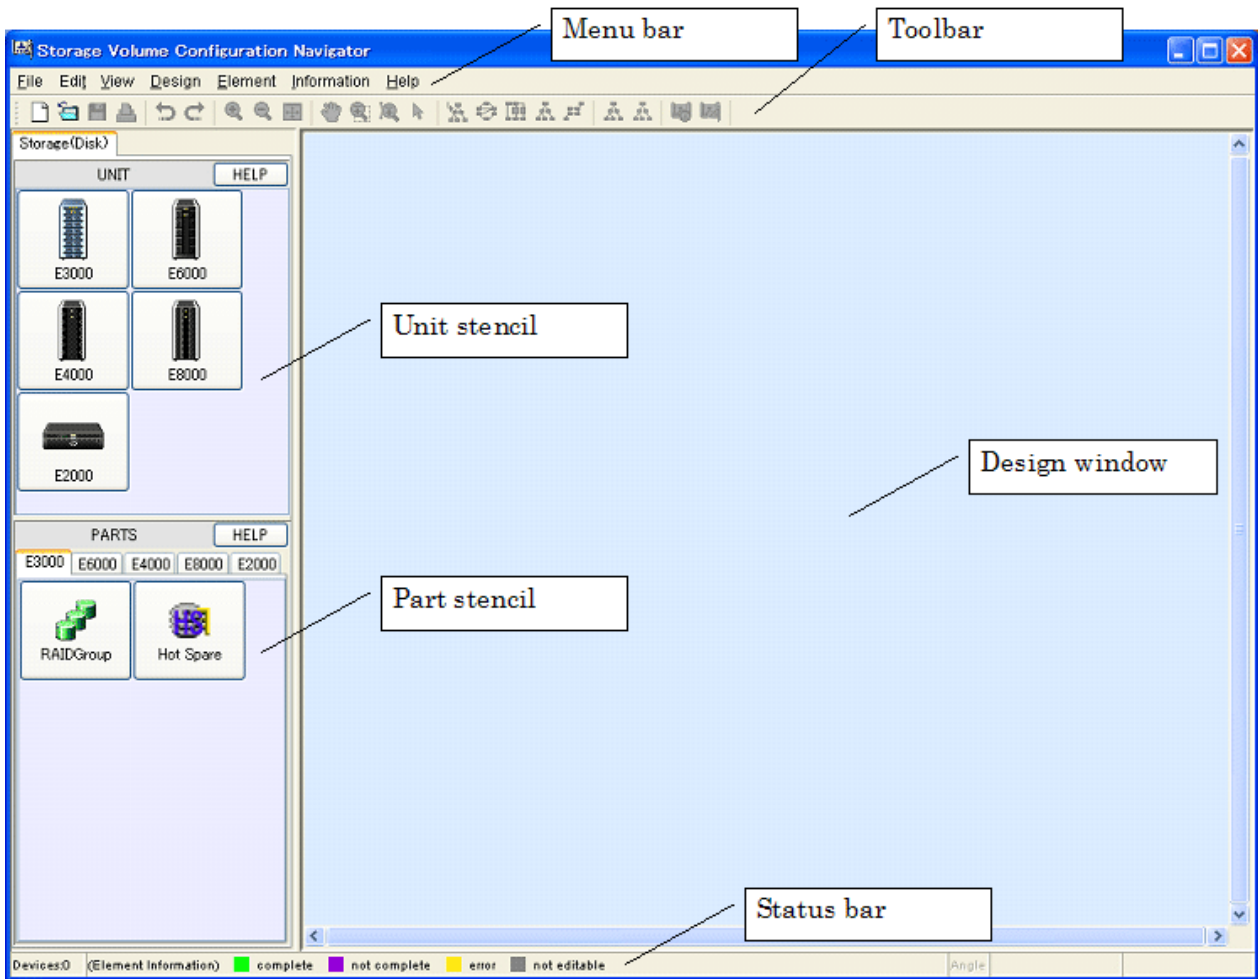 Menu bar
Toolbar
Storage Volume Configuration Navigator
File Edit View Design Element Information Help
Storage(Disk)
UNIT HELP
E3000 E6000
Unit stencil
E4000 E8000
Design window
E2000
PARTS HELP
E3000 E6000 E4000 E8000 E2000
Part stencil
HS
RAIDGroup Hot Spare
Status bar
Devices:0 (Element Information) complete not complete error not editable Angle